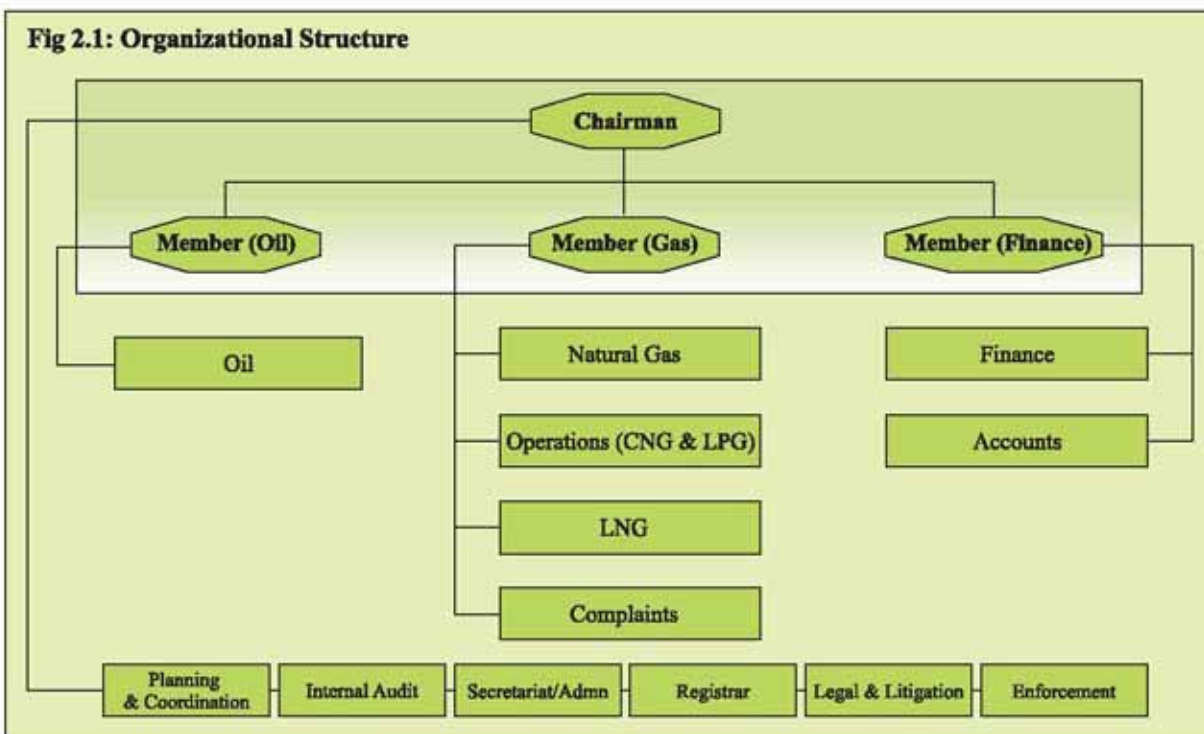 Fig 2.1: Organizational Structure
Chairman
Member (Oil)
Member (Gas)
Member (Finance)
Oil
Natural Gas
Finance
Operations (CNG & LPG)
Accounts
LNG
Complaints
Planning
& Coordination
Internal Audit
Secretariat/Admn
Registrar
Legal & Litigation
Enforcement